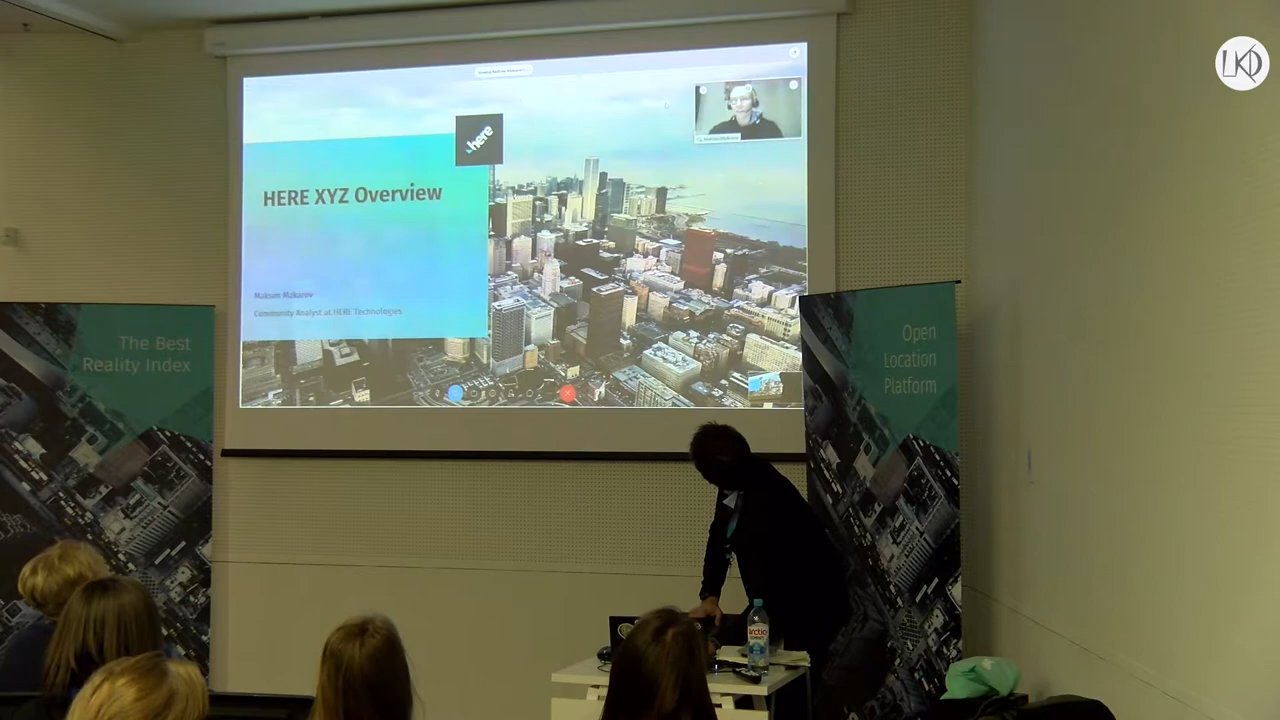 LKD
here
HERE XYZ Overview
Maksim Makarov
Community Analyst at HERE Technologies
The Best
Reality Index
Open
Location
Platform
Arctic